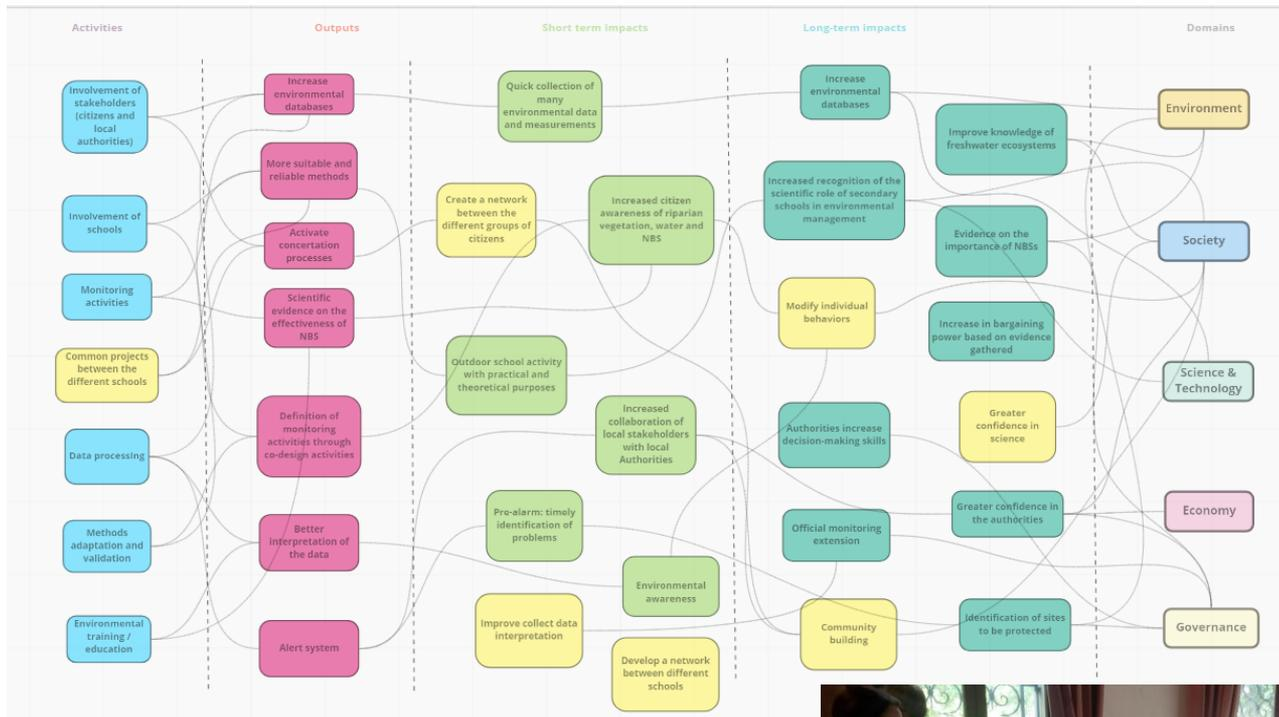 Activities
Outputs
Short term impacts
Long-term impacts
Domains
Involvement of
stakeholders
(citizens and
local
authorities)
Involvement of
schools
Monitoring
activities
Common projects
between the
different schools
Data processing
Methods
adaptation and
validation
Environmental
training /
education
Increase
environmental
databases
More suitable and
reliable methods
Activate
concertation
processes
Scientific
evidence on the
effectiveness of
NBS
Definition of
monitoring
activities through
co-design activities
Better
interpretation of
the data
Alert system
Quick collection of
many
environmental data
and measurements
Create a network
between the
different groups of
citizens
Increased citizen
awareness of riparian
vegetation, water and
NBS
Outdoor school activity
with practical and
theoretical purposes
Increased
collaboration of
local stakeholders
with local
Authorities
Pre-alarm: timely
identification of
problems
Environmental
awareness
Improve collect data
interpretation
Develop a network
between different
schools
Increase
environmental
databases
Improve knowledge of
freshwater ecosystems
Increased recognition of the
scientific role of secondary
schools in environmental
management
Evidence on the
importance of NBSs
Modify individual
behaviors
Increase in bargaining
power based on evidence
gathered
Authorities increase
decision-making skills
Greater
confidence in
science
Official monitoring
extension
Greater confidence in
the authorities
Community
building
Identification of sites
to be protected
Environment
Society
Science &
Technology
Economy
Governance